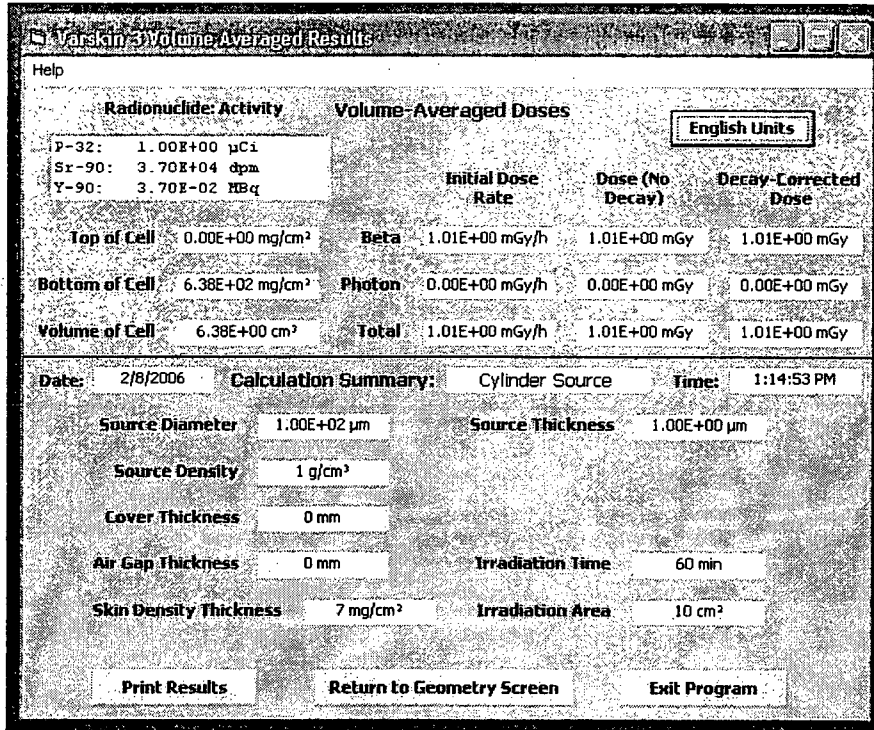 Varskin 3 Volume Averaged Results
Help
Radionuclide: Activity
Volume-Averaged Doses
English Units
P-32: 1.00E+00 µCi
Sr-90: 3.70E+04 dpm
Y-90: 3.70E-02 MBq
Initial Dose Rate
Dose (No Decay)
Decay-Corrected Dose
Top of Cell 0.00E+00 mg/cm² Beta 1.01E+00 mGy/h 1.01E+00 mGy 1.01E+00 mGy
Bottom of Cell 6.38E+02 mg/cm² Photon 0.00E+00 mGy/h 0.00E+00 mGy 0.00E+00 mGy
Volume of Cell 6.38E+00 cm³ Total 1.01E+00 mGy/h 1.01E+00 mGy 1.01E+00 mGy
Date: 2/8/2006 Calculation Summary: Cylinder Source Time: 1:14:53 PM
Source Diameter 1.00E+02 µm Source Thickness 1.00E+00 µm
Source Density 1 g/cm³
Cover Thickness 0 mm
Air Gap Thickness 0 mm Irradiation Time 60 min
Skin Density Thickness 7 mg/cm² Irradiation Area 10 cm²
Print Results Return to Geometry Screen Exit Program